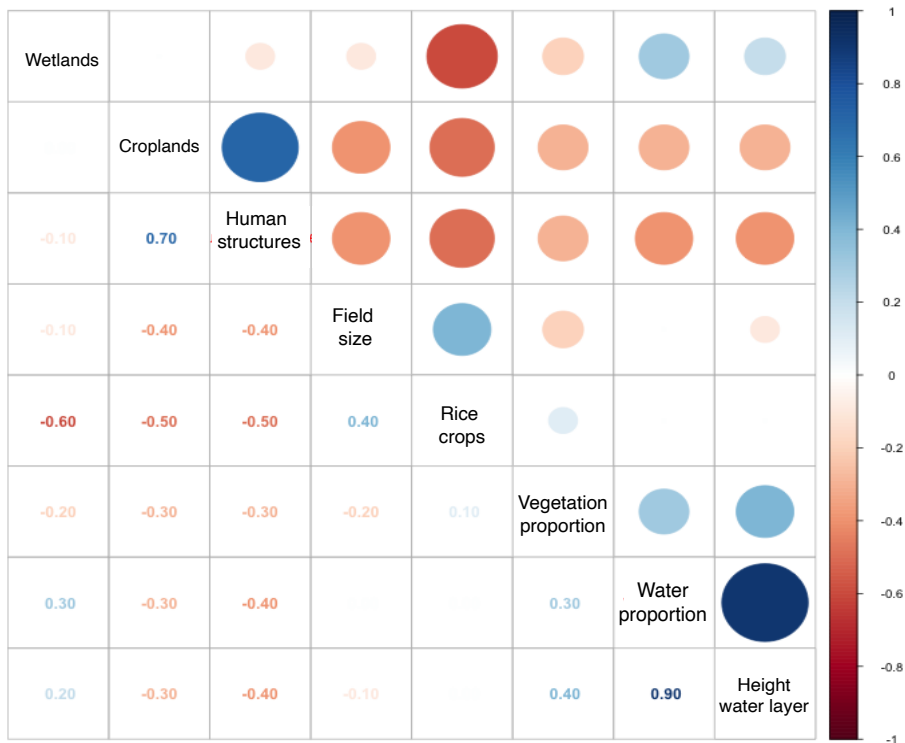 Wetlands
Croplands
-0.10 0.70 Human structures
-0.10 -0.40 -0.40 Field size
-0.60 -0.50 -0.50 0.40 Rice crops
-0.20 -0.30 -0.30 -0.20 0.10 Vegetation proportion
0.30 -0.30 -0.40 0.30 Water proportion
0.20 -0.30 -0.40 -0.10 0.40 0.90 Height water layer
1
0.8
0.6
0.4
0.2
0
-0.2
-0.4
-0.6
-0.8
-1